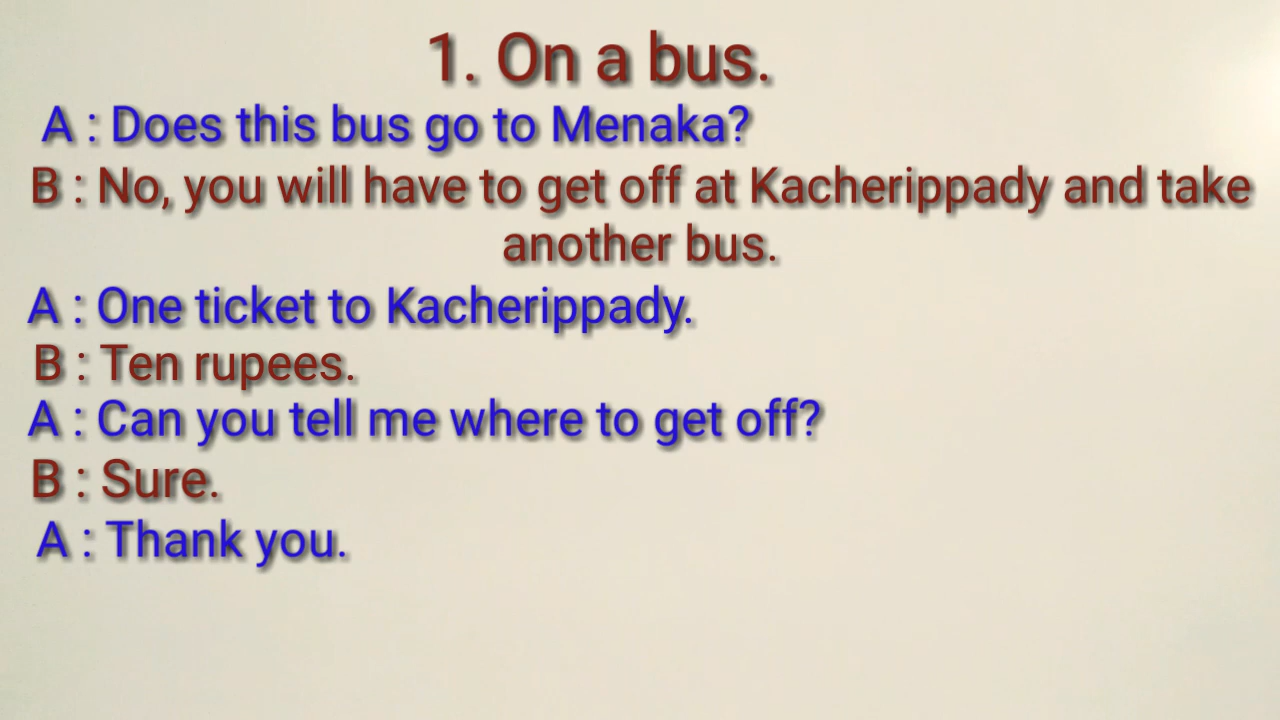 1. On a bus.
A : Does this bus go to Menaka?
B : No, you will have to get off at Kacherippady and take
another bus.
A : One ticket to Kacherippady.
B : Ten rupees.
A : Can you tell me where to get off?
B : Sure.
A : Thank you.